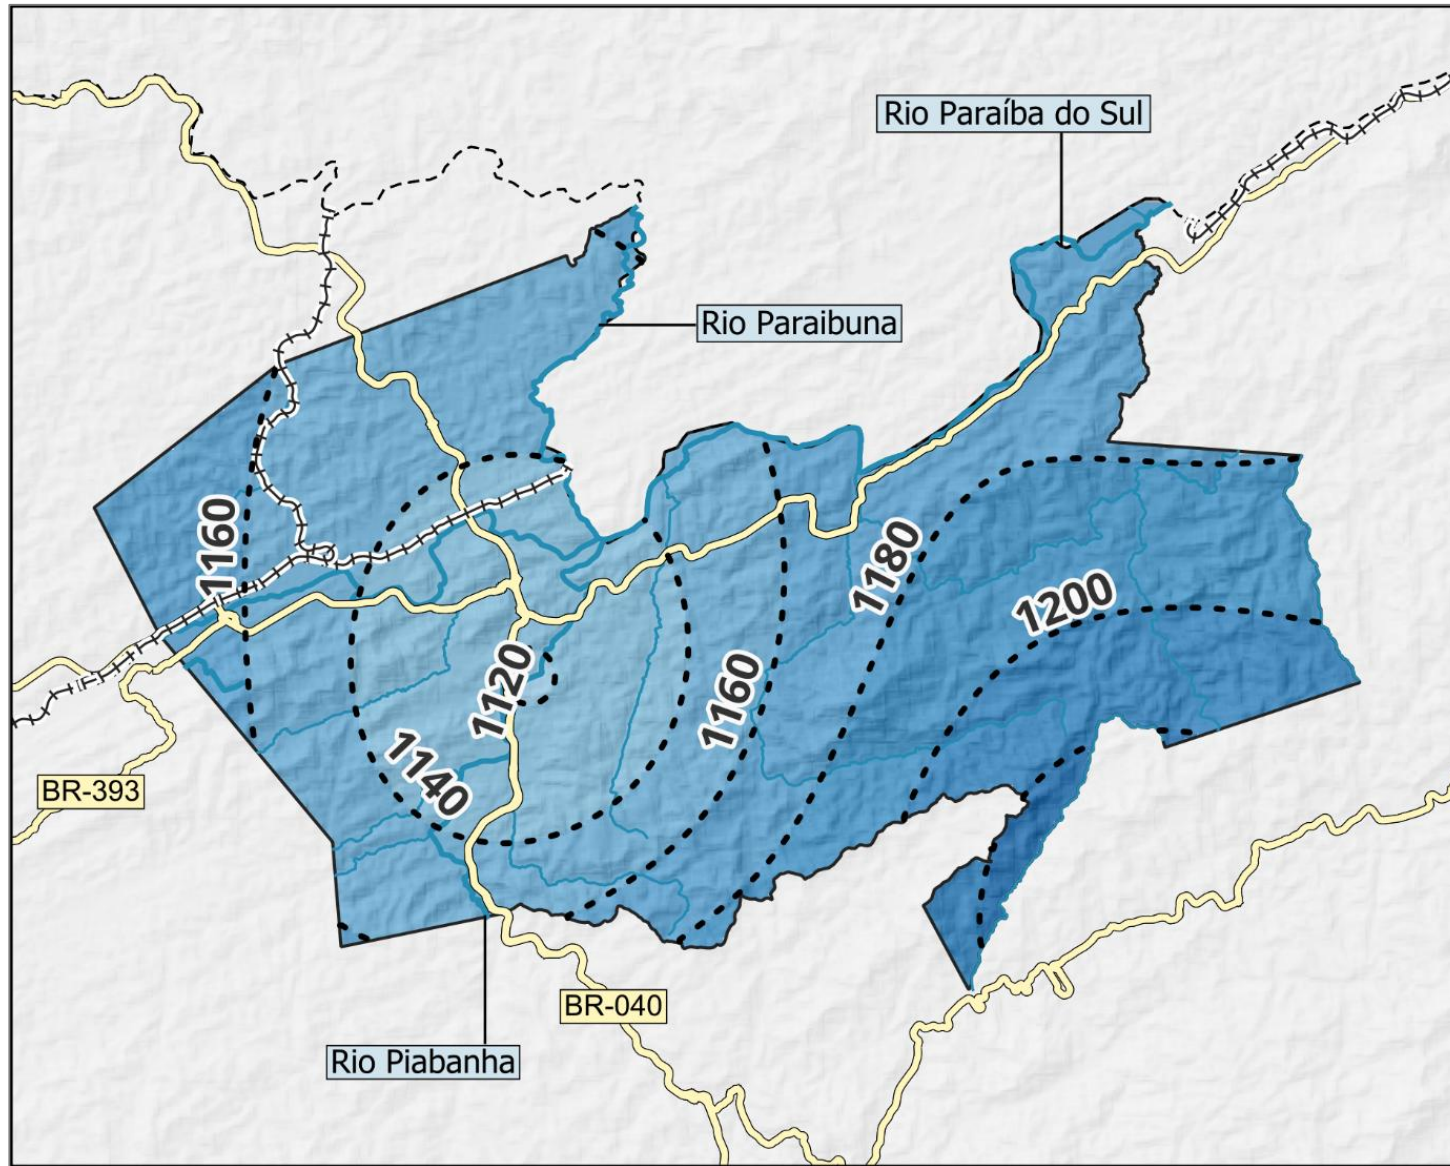 Rio Paraíba do Sul
Rio Paraibuna
1160
1180
1200
1120
1160
1140
BR-393
BR-040
Rio Piabanha